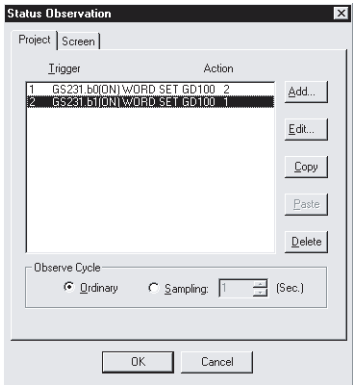 Status Observation
Project Screen
Trigger Action
1 GS231.b0(ON) WORD SET GD100 2
2 GS231.b1(ON) WORD SET GD100 1
Add...
Edit...
Copy
Paste
Delete
Observe Cycle
Ordinary Sampling: 1 (Sec.)
OK Cancel